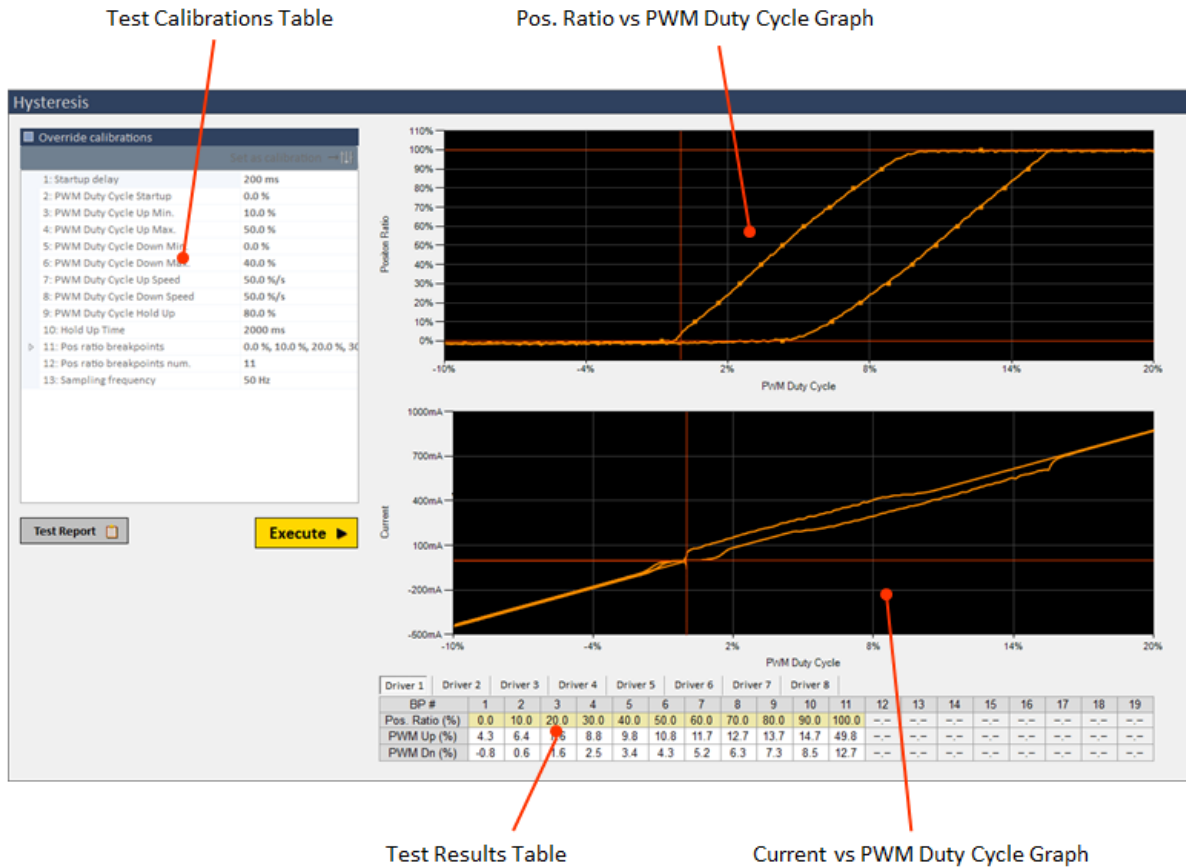 Test Calibrations Table
Pos. Ratio vs PWM Duty Cycle Graph
Hysteresis
Override calibrations
Set as calibration
1: Startup delay 200 ms
2: PWM Duty Cycle Startup 0.0 %
3: PWM Duty Cycle Up Min. 10.0 %
4: PWM Duty Cycle Up Max. 50.0 %
5: PWM Duty Cycle Down Min. 0.0 %
6: PWM Duty Cycle Down Max. 40.0 %
7: PWM Duty Cycle Up Speed 50.0 %/s
8: PWM Duty Cycle Down Speed 50.0 %/s
9: PWM Duty Cycle Hold Up 80.0 %
10: Hold Up Time 2000 ms
11: Pos ratio breakpoints 0.0 %, 10.0 %, 20.0 %, 30
12: Pos ratio breakpoints num. 11
13: Sampling frequency 50 Hz
Test Report
Execute
Positon Ratio
110%
100%
90%
80%
70%
60%
50%
40%
30%
20%
10%
0%
-10% -4% 2% 8% 14% 20%
PWM Duty Cycle
Current
1000mA
700mA
400mA
100mA
-200mA
-600mA
-10% -4% 2% 8% 14% 20%
PWM Duty Cycle
Driver 1 Driver 2 Driver 3 Driver 4 Driver 5 Driver 6 Driver 7 Driver 8
BP # 1 2 3 4 5 6 7 8 9 10 11 12 13 14 15 16 17 18 19
Pos. Ratio (%) 0.0 10.0 20.0 30.0 40.0 50.0 60.0 70.0 80.0 90.0 100.0 -.- -.- -.- -.- -.- -.- -.- -.-
PWM Up (%) 4.3 6.4 8.8 9.8 10.8 11.7 12.7 13.7 14.7 49.8 -.- -.- -.- -.- -.- -.- -.- -.-
PWM Dn (%) -0.8 0.6 1.6 2.5 3.4 4.3 5.2 6.3 7.3 8.5 12.7 -.- -.- -.- -.- -.- -.- -.- -.-
Test Results Table
Current vs PWM Duty Cycle Graph